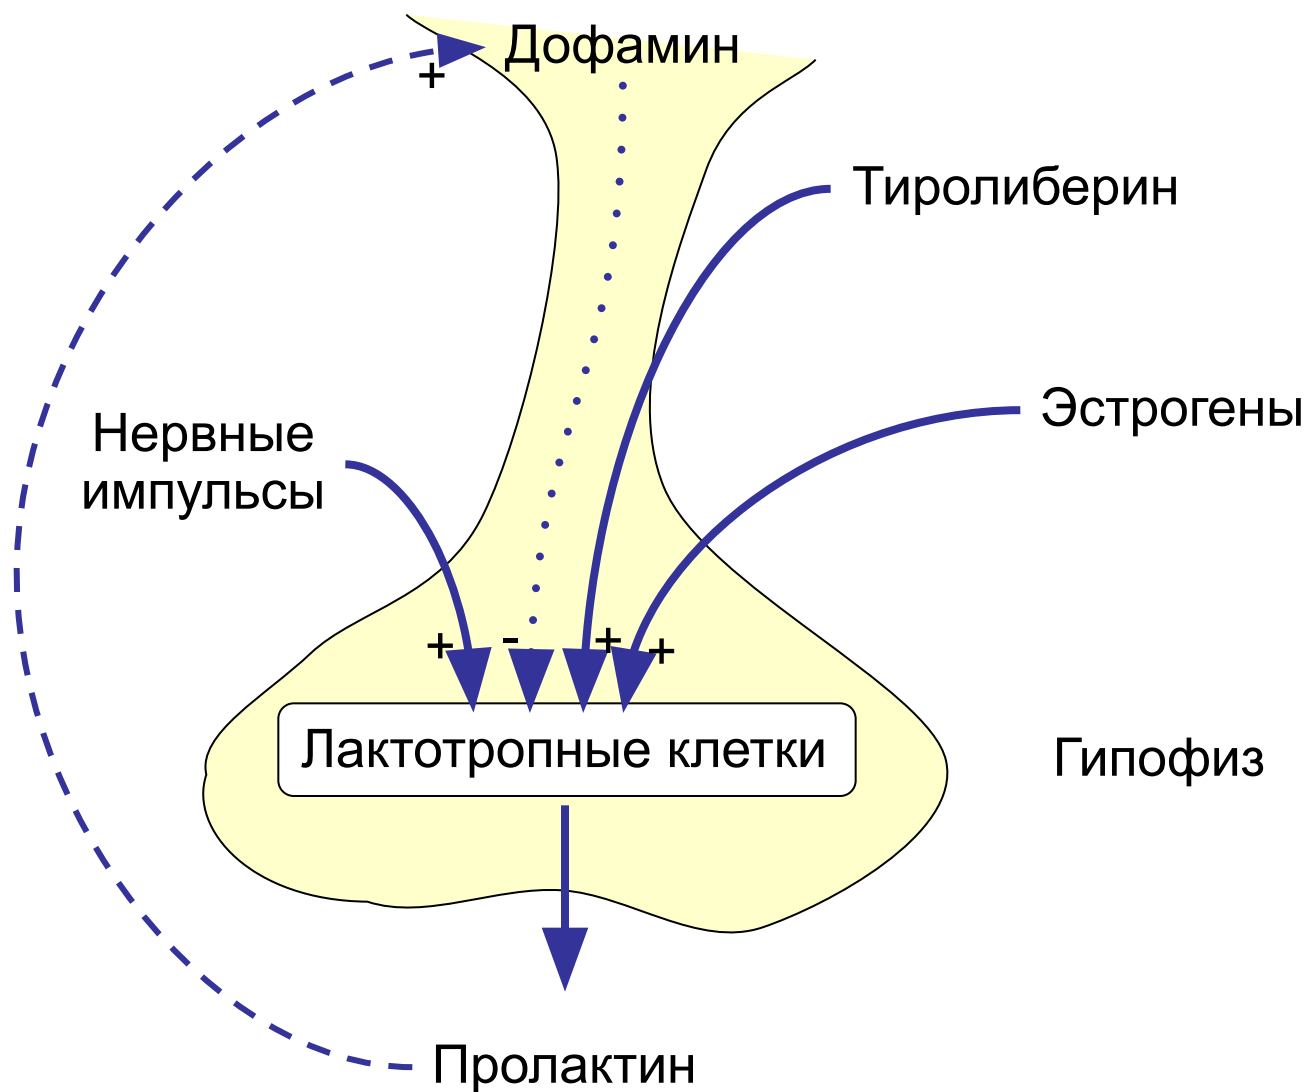 Дофамин
+
Тиролиберин
Эстрогены
Нервные
импульсы
+
-
+
+
Лактотропные клетки
Гипофиз
Пролактин